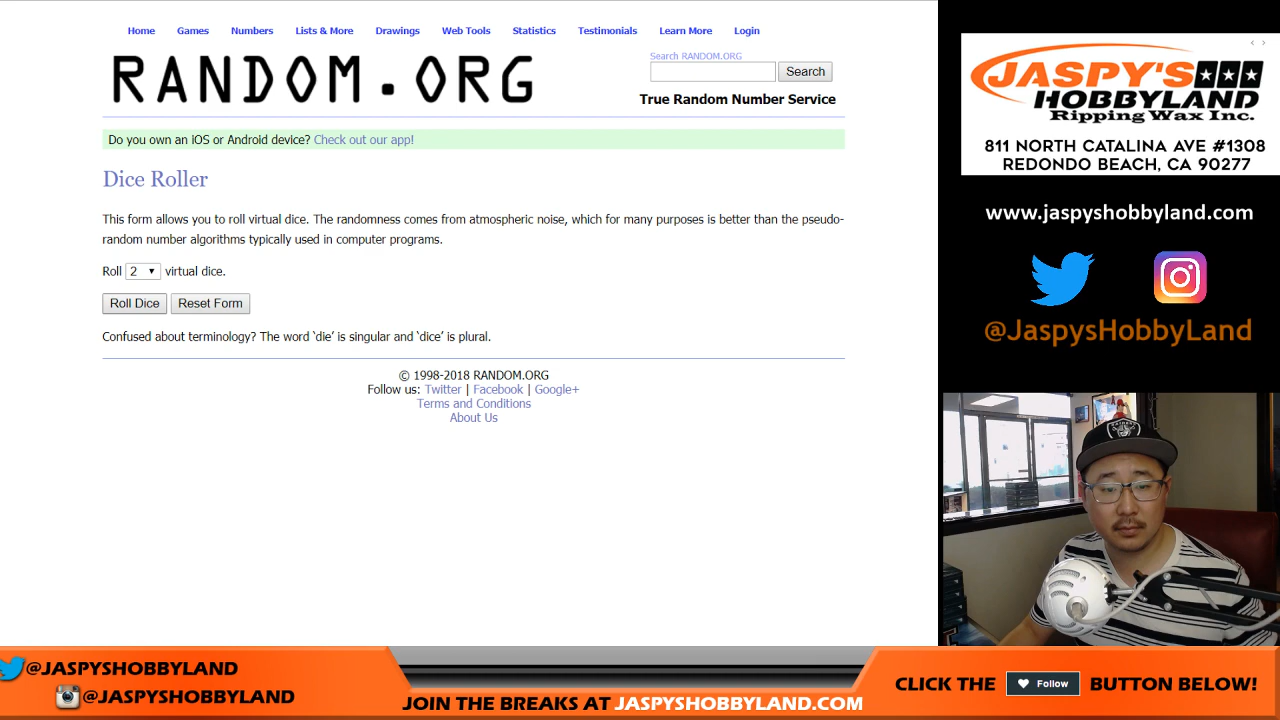 Home Games Numbers Lists & More Drawings Web Tools Statistics Testimonials Learn More Login
RANDOM.ORG
Search RANDOM.ORG
Search
True Random Number Service
Do you own an iOS or Android device? Check out our app!
Dice Roller
This form allows you to roll virtual dice. The randomness comes from atmospheric noise, which for many purposes is better than the pseudo-
random number algorithms typically used in computer programs.
Roll 2 virtual dice.
Roll Dice Reset Form
Confused about terminology? The word ‘die’ is singular and ‘dice’ is plural.
© 1998-2018 RANDOM.ORG
Follow us: Twitter | Facebook | Google+
Terms and Conditions
About Us
JASPY'S
HOBBYLAND
Ripping Wax Inc.
811 NORTH CATALINA AVE #1308
REDONDO BEACH, CA 90277
www.jaspyshobbyland.com
@JaspysHobbyLand
RAIDERS
@JASPYSHOBBYLAND
@JASPYSHOBBYLAND
JOIN THE BREAKS AT JASPYSHOBBYLAND.COM
CLICK THE Follow BUTTON BELOW!